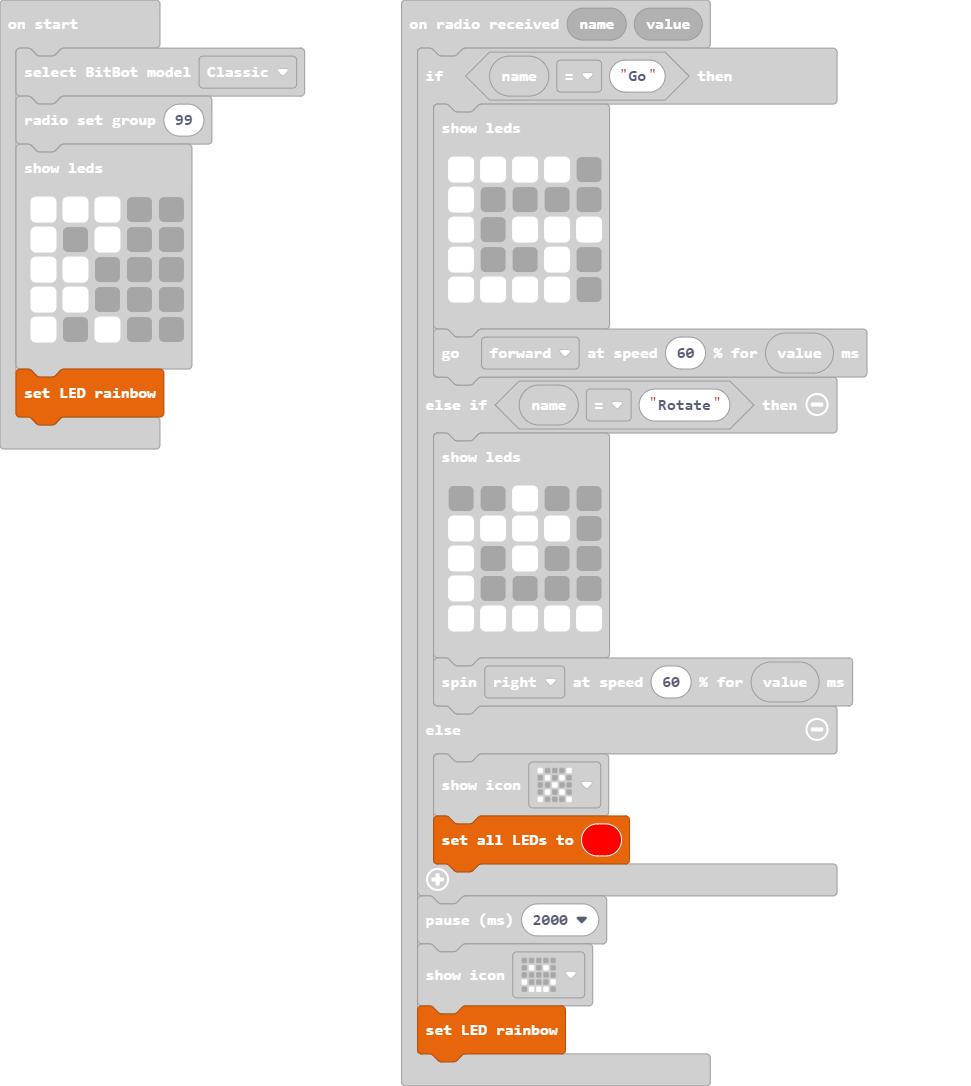 on start
select BitBot model Classic
radio set group 99
show leds
set LED rainbow
on radio received name value
if name = "Go" then
show leds
go forward at speed 60 % for value ms
else if name = "Rotate" then
show leds
spin right at speed 60 % for value ms
else
show icon
set all LEDs to
pause (ms) 2000
show icon
set LED rainbow